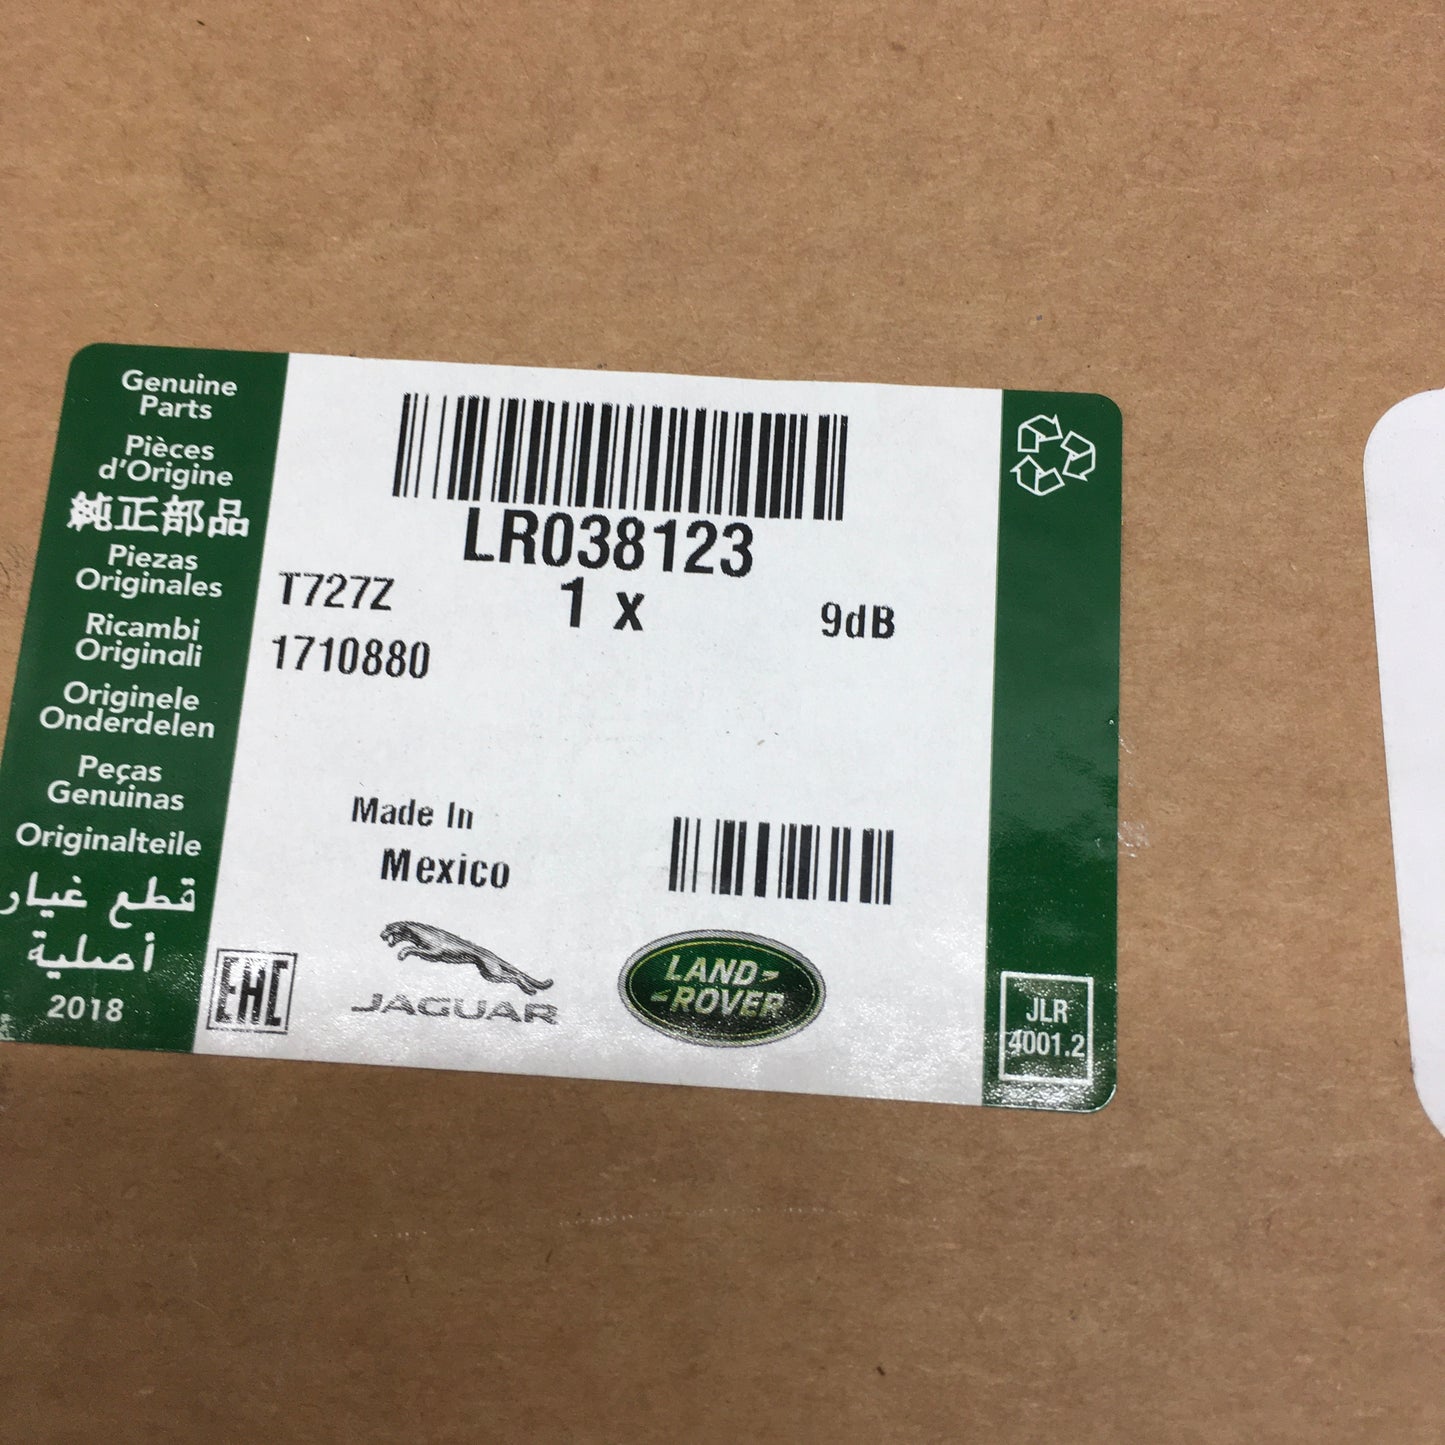 Genuine
Parts
Pièces
d'Origine
純正部品
Piezas
Originales
Ricambi
Originali
Originele
Onderdelen
Peças
Genuinas
Originalteile
قطع غيار
أصلية
2018
LR038123
T727Z
1 x
9dB
1710880
Made In
Mexico
EAC
JAGUAR
LAND-
-ROVER
JLR
4001.2